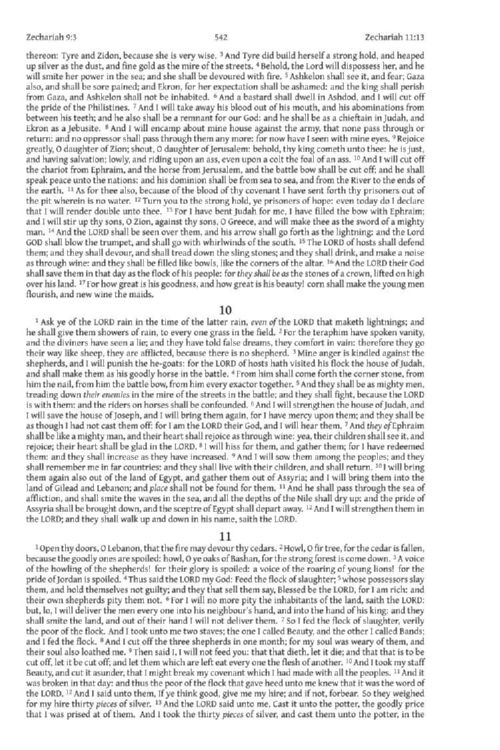 Zechariah 9:3 542 Zechariah 11:13
thereon: Tyre and Zidon, because she is very wise. ³ And Tyre did build herself a strong hold, and heaped
up silver as the dust, and fine gold as the mire of the streets. ⁴ Behold, the Lord will dispossess her, and he
will smite her power in the sea; and she shall be devoured with fire. ⁵ Ashkelon shall see it, and fear; Gaza
also, and shall be sore pained; and Ekron, for her expectation shall be ashamed: and the king shall perish
from Gaza, and Ashkelon shall not be inhabited. ⁶ And a bastard shall dwell in Ashdod, and I will cut off
the pride of the Philistines. ⁷ And I will take away his blood out of his mouth, and his abominations from
between his teeth; and he also shall be a remnant for our God: and he shall be as a chieftain in Judah, and
Ekron as a Jebusite. ⁸ And I will encamp about mine house against the army, that none pass through or
return: and no oppressor shall pass through them any more: for now have I seen with mine eyes. ⁹ Rejoice
greatly, O daughter of Zion; shout, O daughter of Jerusalem: behold, thy king cometh unto thee: he is just,
and having salvation; lowly, and riding upon an ass, even upon a colt the foal of an ass. ¹⁰ And I will cut off
the chariot from Ephraim, and the horse from Jerusalem, and the battle bow shall be cut off; and he shall
speak peace unto the nations: and his dominion shall be from sea to sea, and from the River to the ends of
the earth. ¹¹ As for thee also, because of the blood of thy covenant I have sent forth thy prisoners out of
the pit wherein is no water. ¹² Turn you to the strong hold, ye prisoners of hope: even today do I declare
that I will render double unto thee. ¹³ For I have bent Judah for me, I have filled the bow with Ephraim;
and I will stir up thy sons, O Zion, against thy sons, O Greece, and will make thee as the sword of a mighty
man. ¹⁴ And the LORD shall be seen over them, and his arrow shall go forth as the lightning: and the Lord
GOD shall blow the trumpet, and shall go with whirlwinds of the south. ¹⁵ The LORD of hosts shall defend
them; and they shall devour, and shall tread down the sling stones; and they shall drink, and make a noise
as through wine: and they shall be filled like bowls, like the corners of the altar. ¹⁶ And the LORD their God
shall save them in that day as the flock of his people: for they shall be as the stones of a crown, lifted on high
over his land. ¹⁷ For how great is his goodness, and how great is his beauty! corn shall make the young men
flourish, and new wine the maids.
10
¹ Ask ye of the LORD rain in the time of the latter rain, even of the LORD that maketh lightnings; and
he shall give them showers of rain, to every one grass in the field. ² For the teraphim have spoken vanity,
and the diviners have seen a lie; and they have told false dreams, they comfort in vain: therefore they go
their way like sheep, they are afflicted, because there is no shepherd. ³ Mine anger is kindled against the
shepherds, and I will punish the he-goats: for the LORD of hosts hath visited his flock the house of Judah,
and shall make them as his goodly horse in the battle. ⁴ From him shall come forth the corner stone, from
him the nail, from him the battle bow, from him every exactor together. ⁵ And they shall be as mighty men,
treading down their enemies in the mire of the streets in the battle; and they shall fight, because the LORD
is with them: and the riders on horses shall be confounded. ⁶ And I will strengthen the house of Judah, and
I will save the house of Joseph, and I will bring them again, for I have mercy upon them; and they shall be
as though I had not cast them off: for I am the LORD their God, and I will hear them. ⁷ And they of Ephraim
shall be like a mighty man, and their heart shall rejoice as through wine: yea, their children shall see it, and
rejoice; their heart shall be glad in the LORD. ⁸ I will hiss for them, and gather them; for I have redeemed
them: and they shall increase as they have increased. ⁹ And I will sow them among the peoples; and they
shall remember me in far countries: and they shall live with their children, and shall return. ¹⁰ I will bring
them again also out of the land of Egypt, and gather them out of Assyria; and I will bring them into the
land of Gilead and Lebanon; and place shall not be found for them. ¹¹ And he shall pass through the sea of
affliction, and shall smite the waves in the sea, and all the depths of the Nile shall dry up: and the pride of
Assyria shall be brought down, and the sceptre of Egypt shall depart away. ¹² And I will strengthen them in
the LORD; and they shall walk up and down in his name, saith the LORD.
11
¹ Open thy doors, O Lebanon, that the fire may devour thy cedars. ² Howl, O fir tree, for the cedar is fallen,
because the goodly ones are spoiled: howl, O ye oaks of Bashan, for the strong forest is come down. ³ A voice
of the howling of the shepherds! for their glory is spoiled: a voice of the roaring of young lions! for the
pride of Jordan is spoiled. ⁴ Thus said the LORD my God: Feed the flock of slaughter; ⁵ whose possessors slay
them, and hold themselves not guilty; and they that sell them say, Blessed be the LORD, for I am rich: and
their own shepherds pity them not. ⁶ For I will no more pity the inhabitants of the land, saith the LORD:
but, lo, I will deliver the men every one into his neighbour's hand, and into the hand of his king: and they
shall smite the land, and out of their hand I will not deliver them. ⁷ So I fed the flock of slaughter, verily
the poor of the flock. And I took unto me two staves; the one I called Beauty, and the other I called Bands;
and I fed the flock. ⁸ And I cut off the three shepherds in one month; for my soul was weary of them, and
their soul also loathed me. ⁹ Then said I, I will not feed you: that that dieth, let it die; and that that is to be
cut off, let it be cut off; and let them which are left eat every one the flesh of another. ¹⁰ And I took my staff
Beauty, and cut it asunder, that I might break my covenant which I had made with all the peoples. ¹¹ And it
was broken in that day: and thus the poor of the flock that gave heed unto me knew that it was the word of
the LORD. ¹² And I said unto them, If ye think good, give me my hire; and if not, forbear. So they weighed
for my hire thirty pieces of silver. ¹³ And the LORD said unto me, Cast it unto the potter, the goodly price
that I was prised at of them. And I took the thirty pieces of silver, and cast them unto the potter, in the